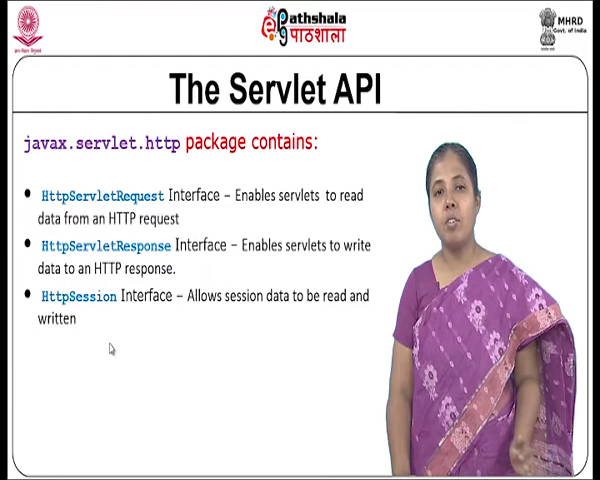 Pathshala
पाठशाला
MHRD
Govt. of India
The Servlet API
javax.servlet.http package contains:
• HttpServletRequest Interface – Enables servlets to read
data from an HTTP request
• HttpServletResponse Interface – Enables servlets to write
data to an HTTP response.
• HttpSession Interface – Allows session data to be read and
written